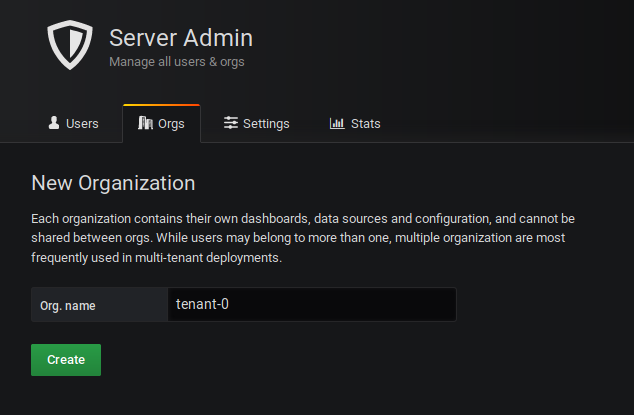 Server Admin
Manage all users & orgs
Users
Orgs
Settings
Stats
New Organization
Each organization contains their own dashboards, data sources and configuration, and cannot be
shared between orgs. While users may belong to more than one, multiple organization are most
frequently used in multi-tenant deployments.
Org. name
tenant-0
Create